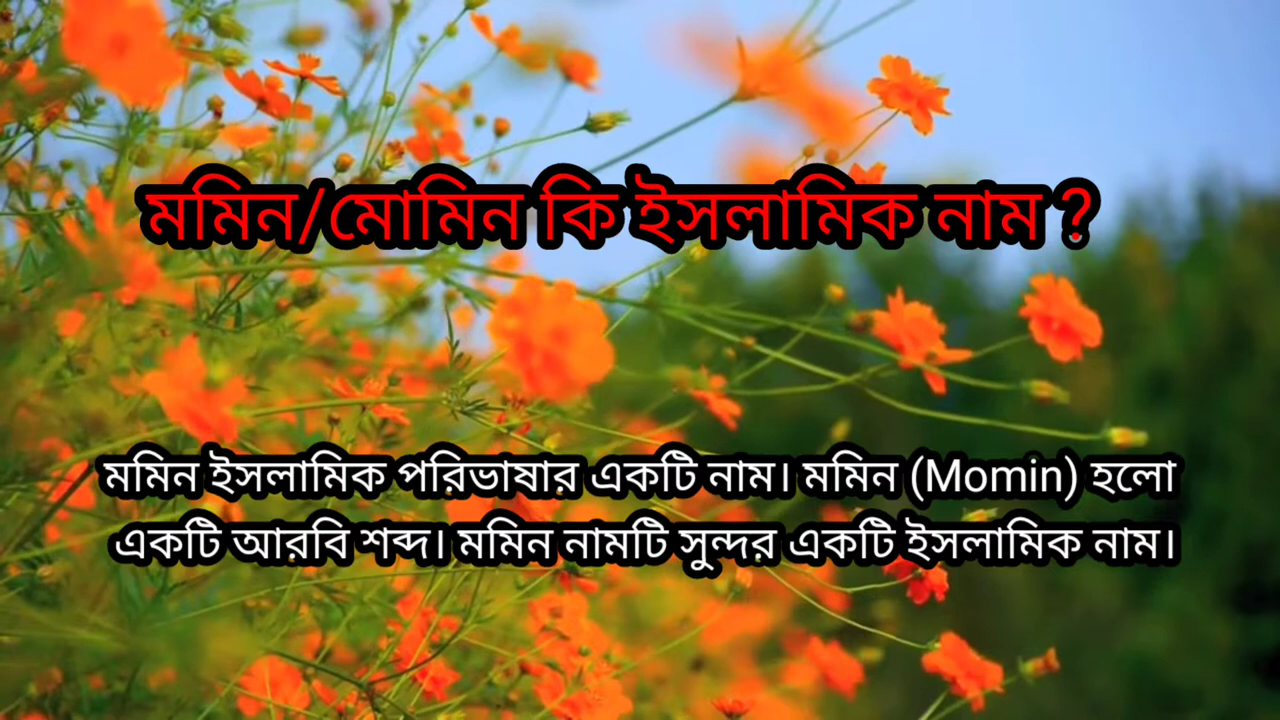 মমিন/মোমিন কি ইসলামিক নাম ?
মমিন ইসলামিক পরিভাষার একটি নাম। মমিন (Momin) হলো
একটি আরবি শব্দ। মমিন নামটি সুন্দর একটি ইসলামিক নাম।